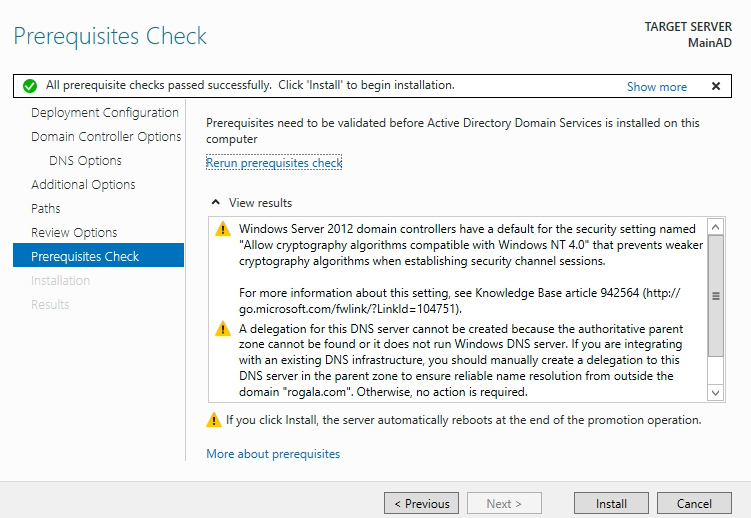 Prerequisites Check
TARGET SERVER
MainAD
All prerequisite checks passed successfully.  Click 'Install' to begin installation.
Show more
Deployment Configuration
Domain Controller Options
DNS Options
Additional Options
Paths
Review Options
Prerequisites Check
Installation
Results
Prerequisites need to be validated before Active Directory Domain Services is installed on this
computer
Rerun prerequisites check
View results
Windows Server 2012 domain controllers have a default for the security setting named
"Allow cryptography algorithms compatible with Windows NT 4.0" that prevents weaker
cryptography algorithms when establishing security channel sessions.
For more information about this setting, see Knowledge Base article 942564 (http://
go.microsoft.com/fwlink/?LinkId=104751).
A delegation for this DNS server cannot be created because the authoritative parent
zone cannot be found or it does not run Windows DNS server. If you are integrating
with an existing DNS infrastructure, you should manually create a delegation to this
DNS server in the parent zone to ensure reliable name resolution from outside the
domain "rogala.com". Otherwise, no action is required.
If you click Install, the server automatically reboots at the end of the promotion operation.
More about prerequisites
< Previous
Next >
Install
Cancel